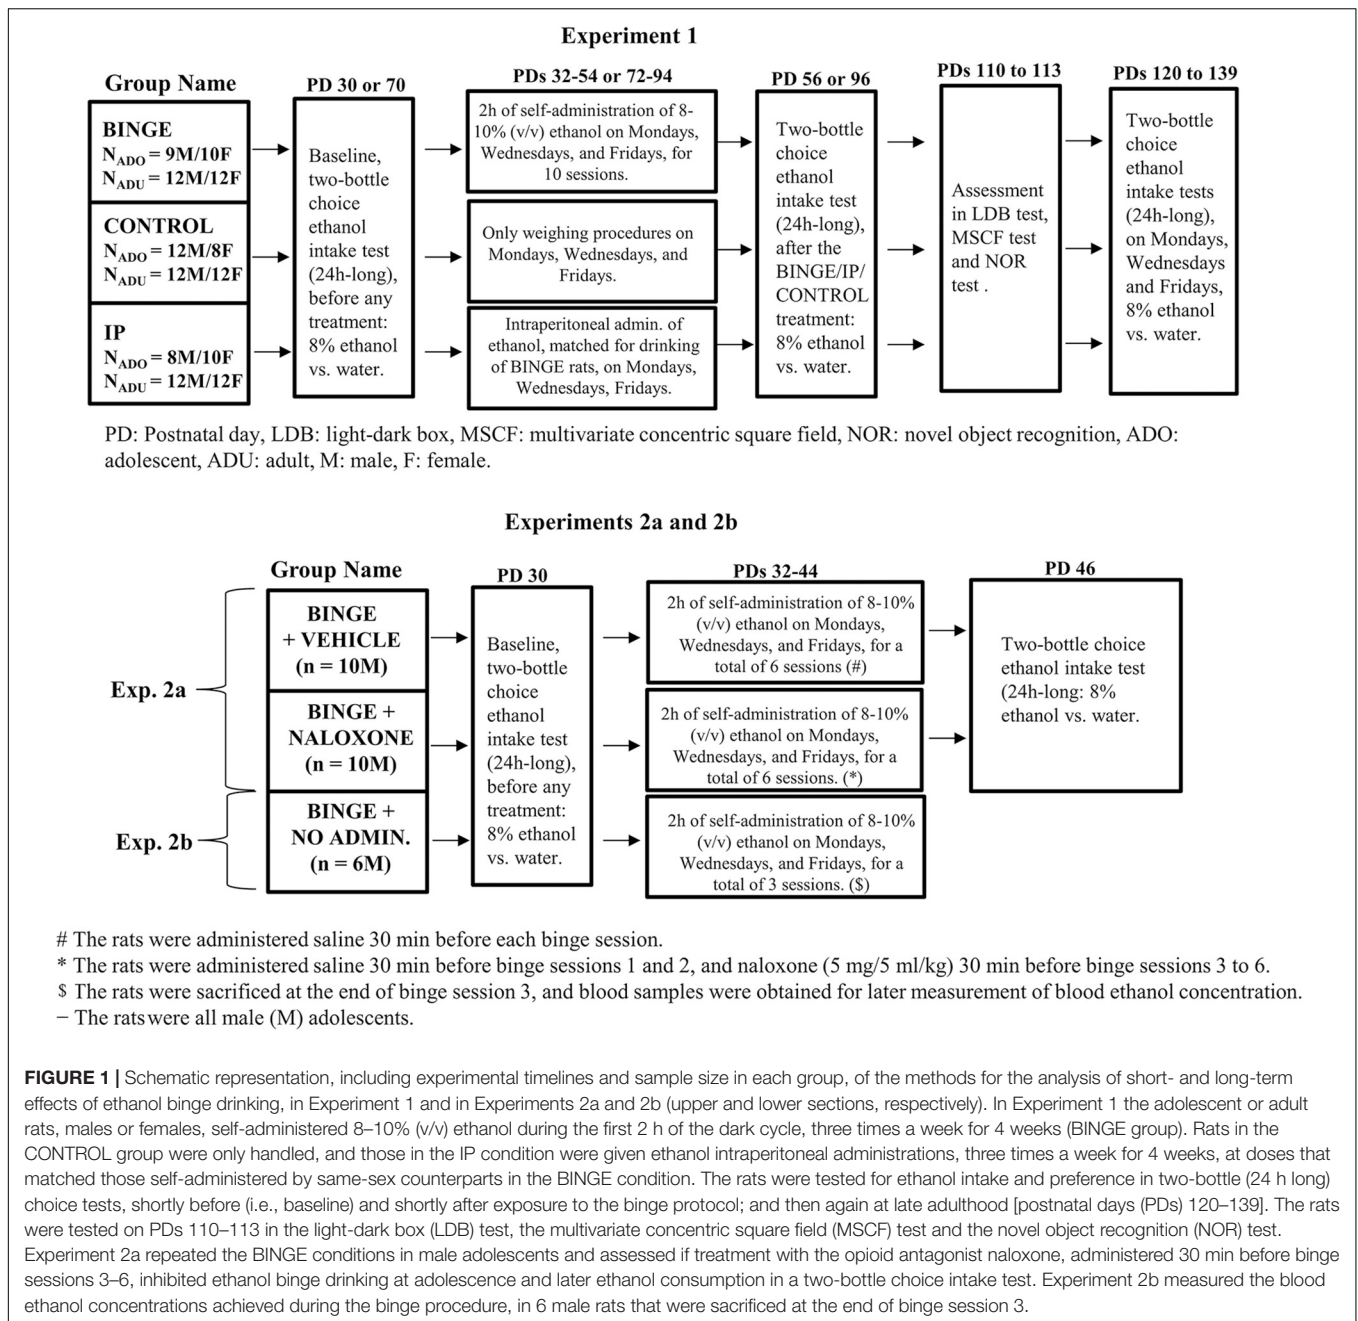 Experiment 1
Group Name
PD 30 or 70
PDs 32-54 or 72-94
PD 56 or 96
PDs 110 to 113
PDs 120 to 139
BINGE
N_ADO = 9M/10F
N_ADU = 12M/12F
CONTROL
N_ADO = 12M/8F
N_ADU = 12M/12F
IP
N_ADO = 8M/10F
N_ADU = 12M/12F
Baseline,
two-bottle
choice
ethanol
intake test
(24h-long),
before any
treatment:
8% ethanol
vs. water.
2h of self-administration of 8-
10% (v/v) ethanol on Mondays,
Wednesdays, and Fridays, for
10 sessions.
Only weighing procedures on
Mondays, Wednesdays, and
Fridays.
Intraperitoneal admin. of
ethanol, matched for drinking
of BINGE rats, on Mondays,
Wednesdays, Fridays.
Two-bottle
choice
ethanol
intake test
(24h-long),
after the
BINGE/IP/
CONTROL
treatment:
8% ethanol
vs. water.
Assessment
in LDB test,
MSCF test
and NOR
test .
Two-bottle
choice
ethanol
intake tests
(24h-long),
on Mondays,
Wednesdays
and Fridays,
8% ethanol
vs. water.
PD: Postnatal day, LDB: light-dark box, MSCF: multivariate concentric square field, NOR: novel object recognition, ADO:
adolescent, ADU: adult, M: male, F: female.
Experiments 2a and 2b
Group Name
PD 30
PDs 32-44
PD 46
Exp. 2a
Exp. 2b
BINGE
+ VEHICLE
(n = 10M)
BINGE +
NALOXONE
(n = 10M)
BINGE +
NO ADMIN.
(n = 6M)
Baseline,
two-bottle
choice
ethanol
intake test
(24h-long),
before any
treatment:
8% ethanol
vs. water.
2h of self-administration of 8-10%
(v/v) ethanol on Mondays,
Wednesdays, and Fridays, for a
total of 6 sessions (#)
2h of self-administration of 8-10%
(v/v) ethanol on Mondays,
Wednesdays, and Fridays, for a
total of 6 sessions. (*)
2h of self-administration of 8-10%
(v/v) ethanol on Mondays,
Wednesdays, and Fridays, for a
total of 3 sessions. ($)
Two-bottle choice
ethanol intake test
(24h-long: 8%
ethanol vs. water.
# The rats were administered saline 30 min before each binge session.
* The rats were administered saline 30 min before binge sessions 1 and 2, and naloxone (5 mg/5 ml/kg) 30 min before binge sessions 3 to 6.
$ The rats were sacrificed at the end of binge session 3, and blood samples were obtained for later measurement of blood ethanol concentration.
− The rats were all male (M) adolescents.
FIGURE 1 | Schematic representation, including experimental timelines and sample size in each group, of the methods for the analysis of short- and long-term
effects of ethanol binge drinking, in Experiment 1 and in Experiments 2a and 2b (upper and lower sections, respectively). In Experiment 1 the adolescent or adult
rats, males or females, self-administered 8–10% (v/v) ethanol during the first 2 h of the dark cycle, three times a week for 4 weeks (BINGE group). Rats in the
CONTROL group were only handled, and those in the IP condition were given ethanol intraperitoneal administrations, three times a week for 4 weeks, at doses that
matched those self-administered by same-sex counterparts in the BINGE condition. The rats were tested for ethanol intake and preference in two-bottle (24 h long)
choice tests, shortly before (i.e., baseline) and shortly after exposure to the binge protocol; and then again at late adulthood [postnatal days (PDs) 120–139]. The rats
were tested on PDs 110–113 in the light-dark box (LDB) test, the multivariate concentric square field (MSCF) test and the novel object recognition (NOR) test.
Experiment 2a repeated the BINGE conditions in male adolescents and assessed if treatment with the opioid antagonist naloxone, administered 30 min before binge
sessions 3–6, inhibited ethanol binge drinking at adolescence and later ethanol consumption in a two-bottle choice intake test. Experiment 2b measured the blood
ethanol concentrations achieved during the binge procedure, in 6 male rats that were sacrificed at the end of binge session 3.